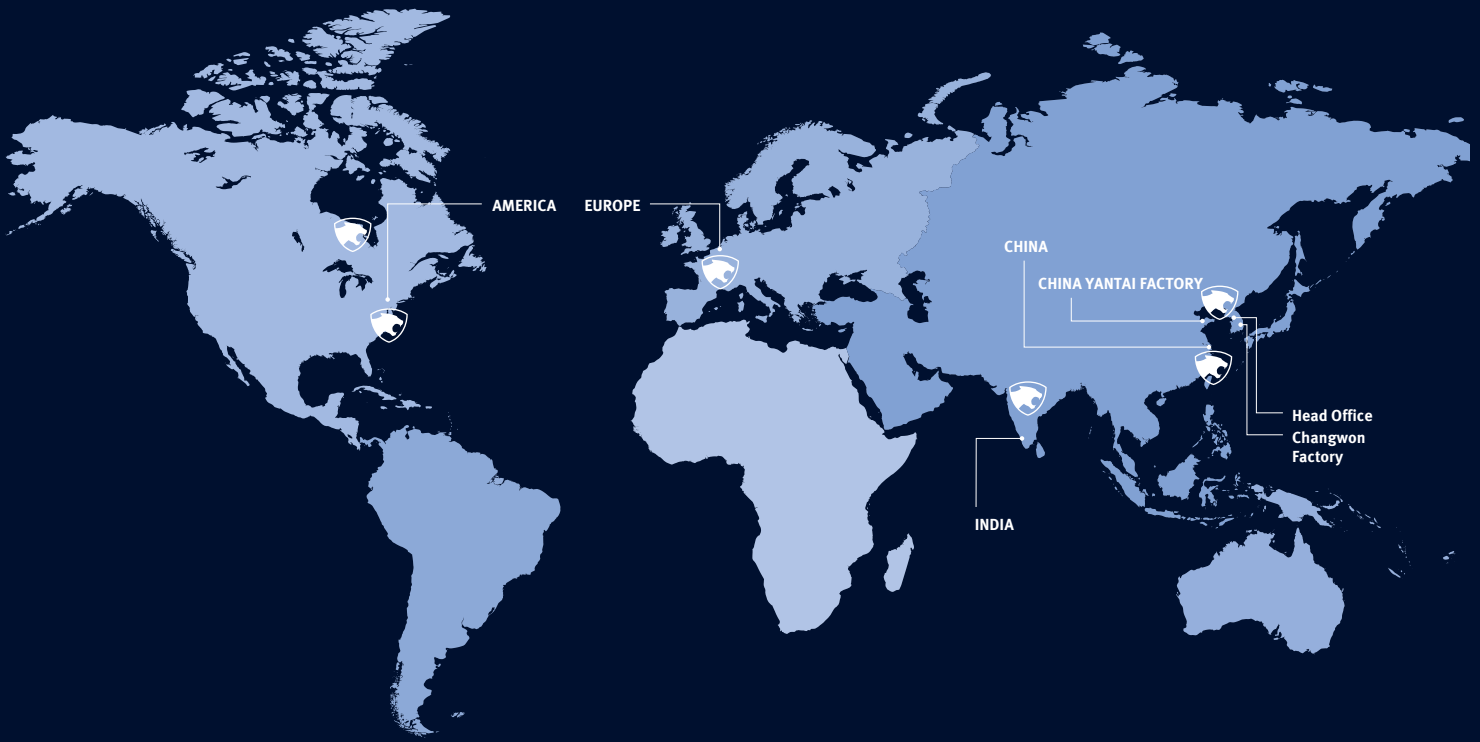 AMERICA
EUROPE
CHINA
CHINA YANTAI FACTORY
Head Office
Changwon
Factory
INDIA